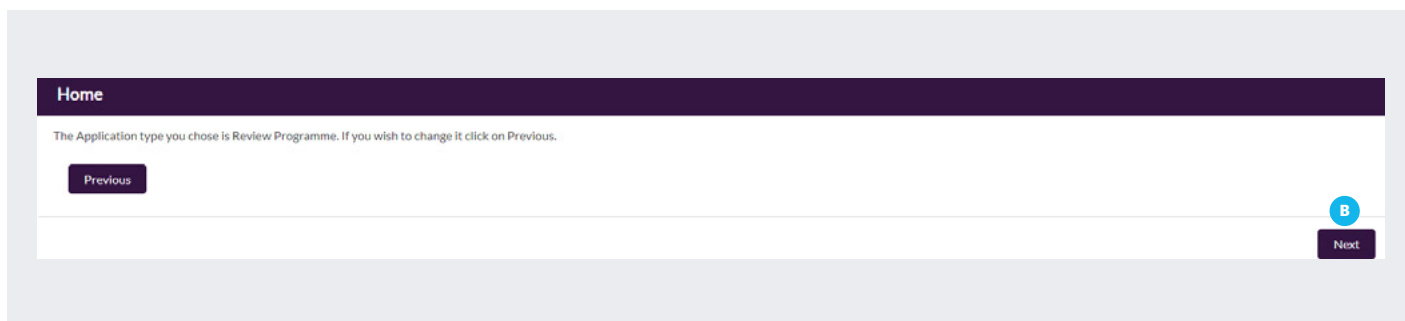 Home
The Application type you chose is Review Programme. If you wish to change it click on Previous.
Previous
B
Next